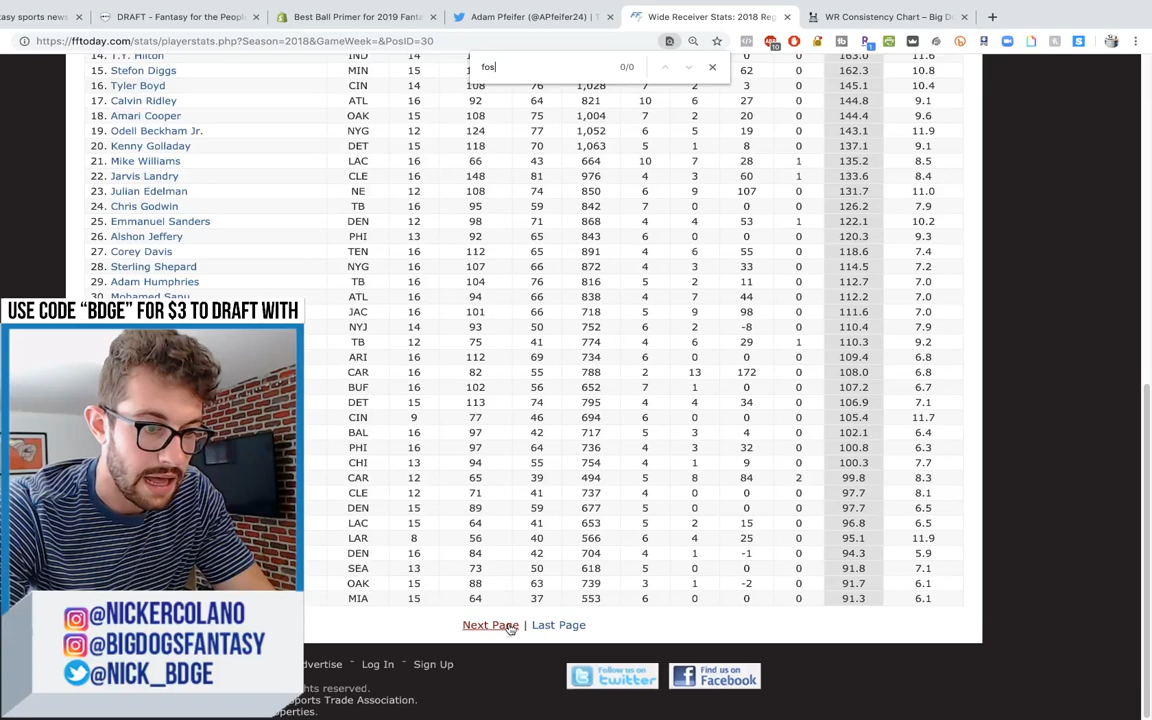 tasy sports news
DRAFT - Fantasy for the People
Best Ball Primer for 2019 Fanta
Adam Pfeifer (@APfeifer24) | T
Wide Receiver Stats: 2018 Reg
WR Consistency Chart – Big D
https://fftoday.com/stats/playerstats.php?Season=2018&GameWeek=&PosID=30
fos 0/0
14. T.Y. Hilton IND 14 163.0 11.6
15. Stefon Diggs MIN 15 62 0 162.3 10.8
16. Tyler Boyd CIN 14 108 76 1,028 7 2 3 0 145.1 10.4
17. Calvin Ridley ATL 16 92 64 821 10 6 27 0 144.8 9.1
18. Amari Cooper OAK 15 108 75 1,004 7 2 20 0 144.4 9.6
19. Odell Beckham Jr. NYG 12 124 77 1,052 6 5 19 0 143.1 11.9
20. Kenny Golladay DET 15 118 70 1,063 5 1 8 0 137.1 9.1
21. Mike Williams LAC 16 66 43 664 10 7 28 1 135.2 8.5
22. Jarvis Landry CLE 16 148 81 976 4 3 60 1 133.6 8.4
23. Julian Edelman NE 12 108 74 850 6 9 107 0 131.7 11.0
24. Chris Godwin TB 16 95 59 842 7 0 0 0 126.2 7.9
25. Emmanuel Sanders DEN 12 98 71 868 4 4 53 1 122.1 10.2
26. Alshon Jeffery PHI 13 92 65 843 6 0 0 0 120.3 9.3
27. Corey Davis TEN 16 112 65 891 4 6 55 0 118.6 7.4
28. Sterling Shepard NYG 16 107 66 872 4 3 33 0 114.5 7.2
29. Adam Humphries TB 16 104 76 816 5 2 11 0 112.7 7.0
30. Mohamed Sanu ATL 16 94 66 838 4 7 44 0 112.2 7.0
JAC 16 101 66 718 5 9 98 0 111.6 7.0
NYJ 14 93 50 752 6 2 -8 0 110.4 7.9
TB 12 75 41 774 4 6 29 1 110.3 9.2
ARI 16 112 69 734 6 0 0 0 109.4 6.8
CAR 16 82 55 788 2 13 172 0 108.0 6.8
BUF 16 102 56 652 7 1 0 0 107.2 6.7
DET 15 113 74 795 4 4 34 0 106.9 7.1
CIN 9 77 46 694 6 0 0 0 105.4 11.7
BAL 16 97 42 717 5 3 4 0 102.1 6.4
PHI 16 97 64 736 4 3 32 0 100.8 6.3
CHI 13 94 55 754 4 1 9 0 100.3 7.7
CAR 12 65 39 494 5 8 84 2 99.8 8.3
CLE 12 71 41 737 4 0 0 0 97.7 8.1
DEN 15 89 59 677 5 0 0 0 97.7 6.5
LAC 15 64 41 653 5 2 15 0 96.8 6.5
LAR 8 56 40 566 6 4 25 0 95.1 11.9
DEN 16 84 42 704 4 1 -1 0 94.3 5.9
SEA 13 73 50 618 5 0 0 0 91.8 7.1
OAK 15 88 63 739 3 1 -2 0 91.7 6.1
MIA 15 64 37 553 6 0 0 0 91.3 6.1
Next Page | Last Page
USE CODE "BDGE" FOR $3 TO DRAFT WITH
@NICKERCOLANO
@BIGDOGSFANTASY
@NICK_BDGE
dvertise ~ Log In ~ Sign Up
hts reserved.
ports Trade Association.
perties.
Follow us on twitter
Find us on Facebook